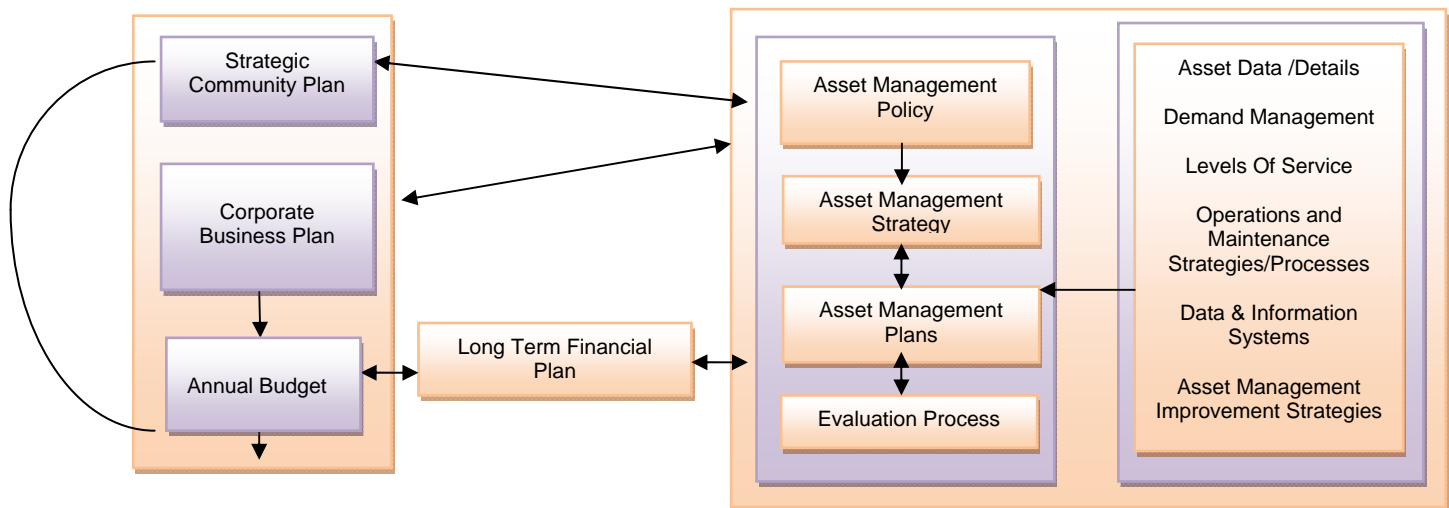 Strategic
Community Plan
Corporate
Business Plan
Annual Budget
Long Term Financial
Plan
Asset Management
Policy
Asset Management
Strategy
Asset Management
Plans
Evaluation Process
Asset Data /Details
Demand Management
Levels Of Service
Operations and
Maintenance
Strategies/Processes
Data & Information
Systems
Asset Management
Improvement Strategies